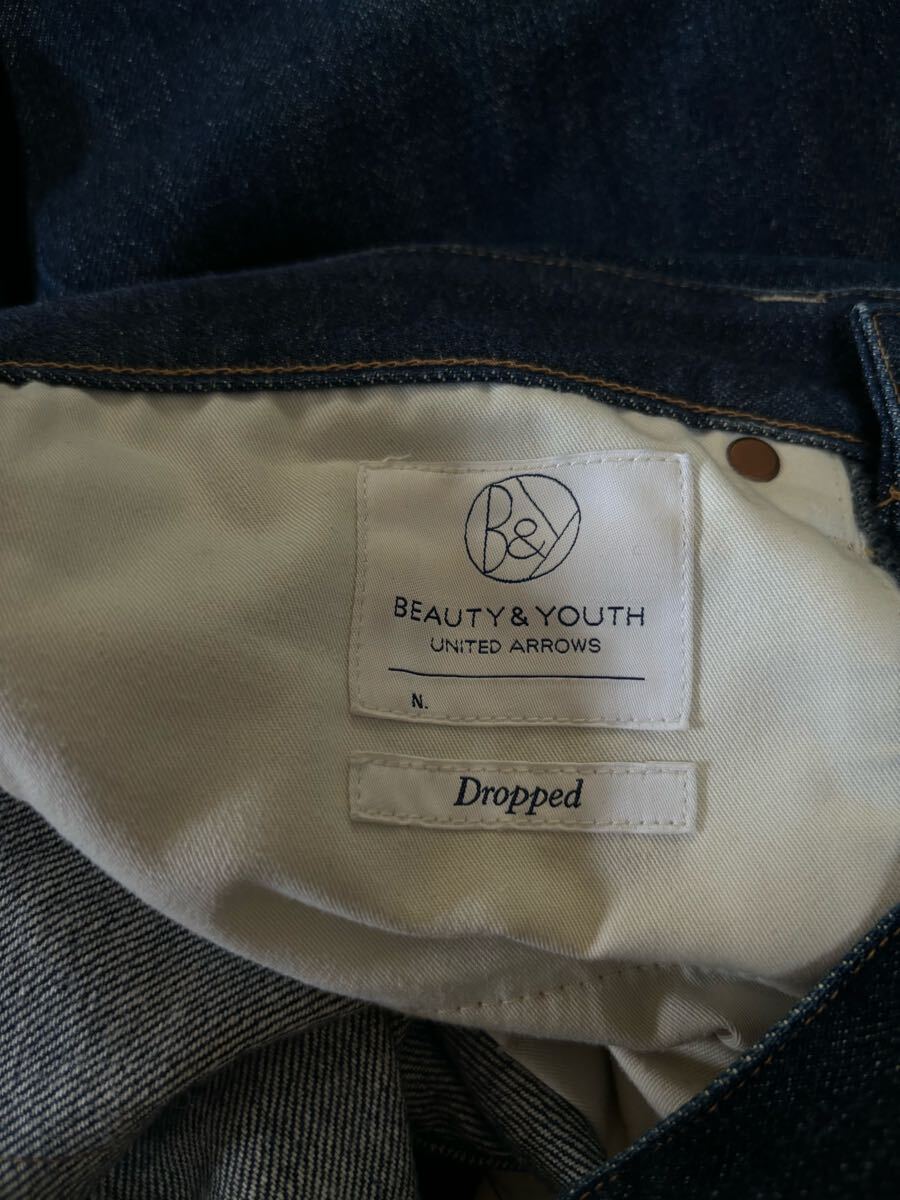 B&Y
BEAUTY & YOUTH
UNITED ARROWS
N.
Dropped